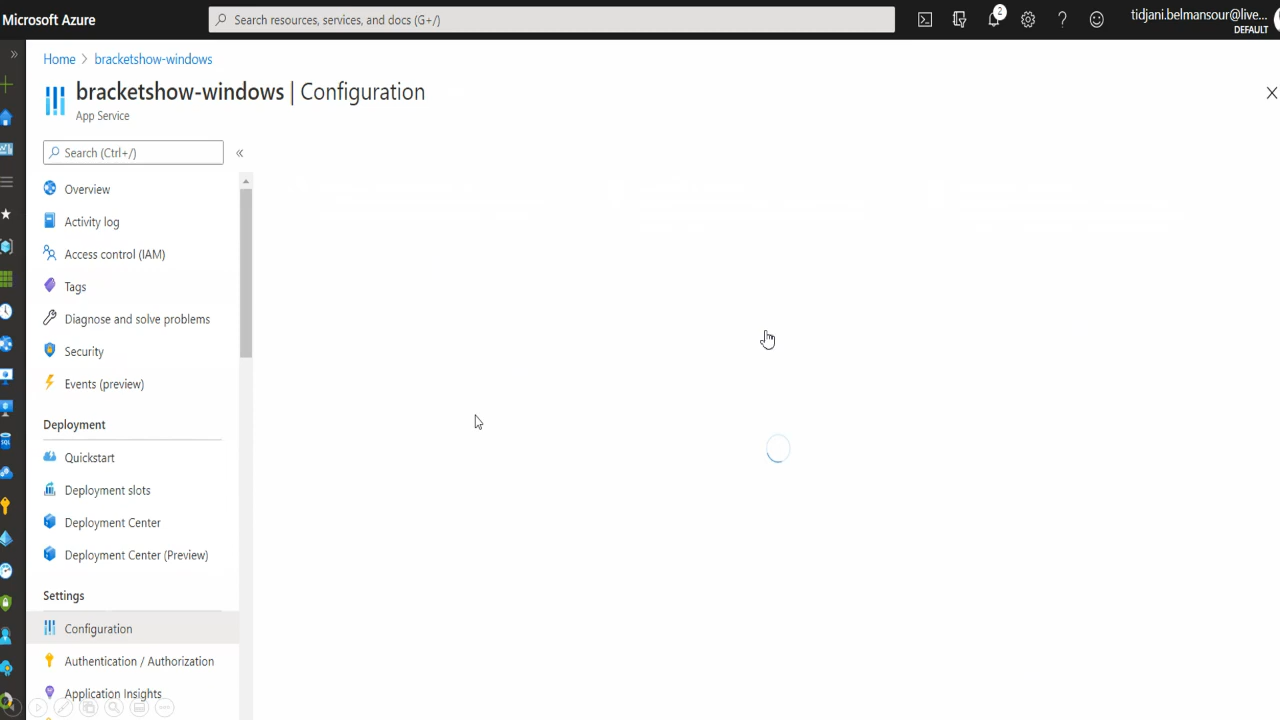 Microsoft Azure
Search resources, services, and docs (G+/)
2
tidjani.belmansour@live...
DEFAULT
Home > bracketshow-windows
bracketshow-windows | Configuration
App Service
Search (Ctrl+/)
Overview
Activity log
Access control (IAM)
Tags
Diagnose and solve problems
Security
Events (preview)
Deployment
Quickstart
Deployment slots
Deployment Center
Deployment Center (Preview)
Settings
Configuration
Authentication / Authorization
Application Insights
SQL